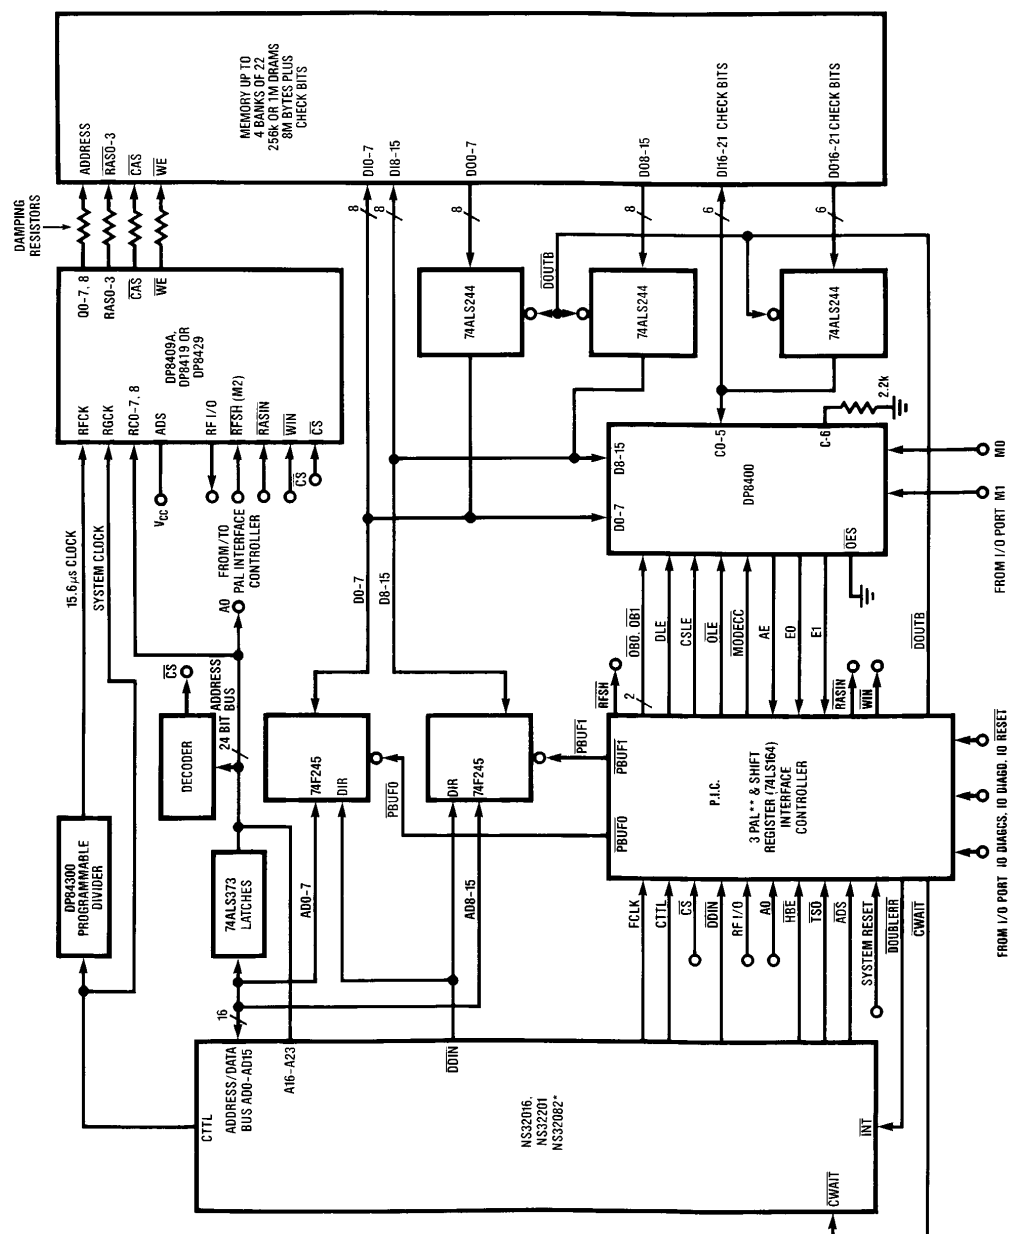 MEMORY UP TO
4 BANKS OF 22
256k OR 1M DRAMS
8M BYTES PLUS
CHECK BITS
ADDRESS
RASO-3
CAS
WE
DI0-7
DI8-15
DO0-7
DO8-15
DI16-21 CHECK BITS
DO16-21 CHECK BITS
DAMPING
RESISTORS
8
8
8
8
6
6
Q0-7, 8
RASO-3
CAS
WE
DP8409A,
DP8419 OR
DP8429
RFCK
RGCK
RC0-7, 8
ADS
RF I/O
RFSH (M2)
RASIN
WIN
CS
VCC
CS
FROM/TO
PAL INTERFACE
CONTROLLER
74ALS244
DOUTB
74ALS244
74ALS244
2.2k
D0-7
D8-15
C0-5
C-6
DP8400
OES
M0
FROM I/O PORT M1
15.6µs CLOCK
SYSTEM CLOCK
A0
D0-7
D8-15
OB0. OB1
DLE
CSLE
OLE
MODECC
AE
E0
E1
DOUTB
CS
24 BIT ADDRESS
BUS
DECODER
74F245
DIR
PBUF0
DIR
74F245
PBUF1
RFSH
2
RASIN
WIN
PBUF1
PBUF0
P.I.C.
3 PAL** & SHIFT
REGISTER (74LS164)
INTERFACE
CONTROLLER
FROM I/O PORT IO DIAGCS. IO DIAGD. IO RESET
DP84300
PROGRAMMABLE
DIVIDER
74ALS373
LATCHES
AD0-7
AD8-15
FCLK
CTTL
CS
DDIN
RF I/O
A0
HBE
TSO
ADS
SYSTEM RESET
DOUBLERR
CWAIT
16
CTTL
ADDRESS/DATA
BUS AD0-AD15
A16-A23
DDIN
NS32016.
NS32201
NS32082*
INT
CWAIT